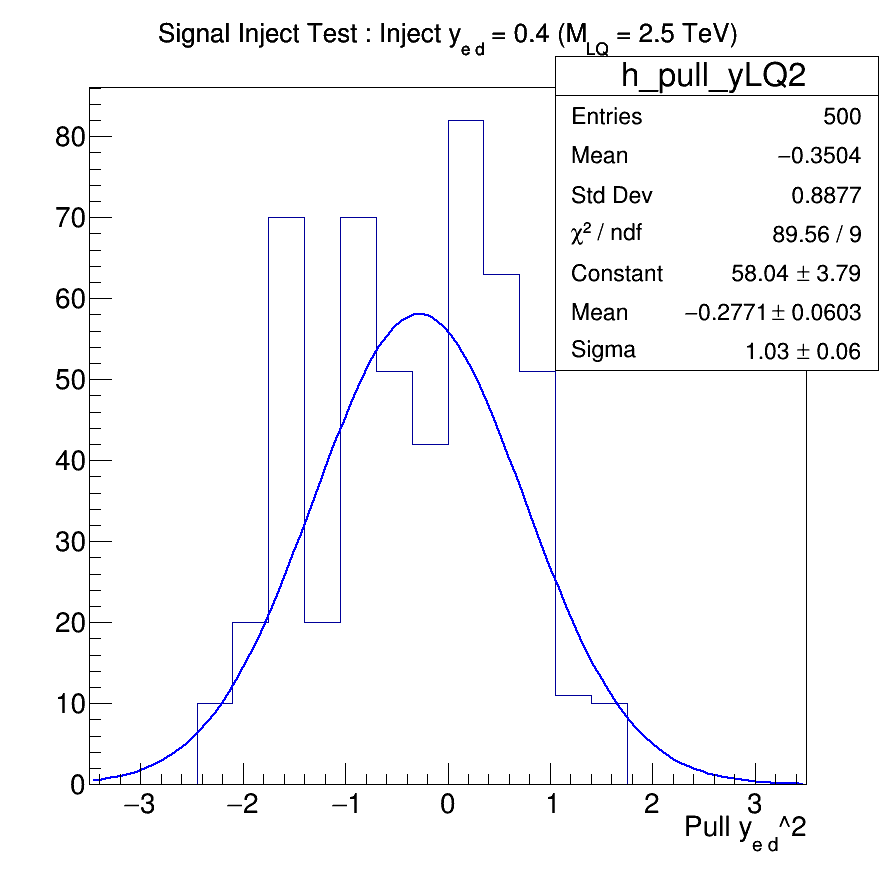 Signal Inject Test : Inject y_{e d} = 0.4 (M_{LQ} = 2.5 TeV)
h_pull_yLQ2
Entries 500
Mean −0.3504
Std Dev 0.8877
χ² / ndf 89.56 / 9
Constant 58.04 ± 3.79
Mean −0.2771 ± 0.0603
Sigma 1.03 ± 0.06
80
70
60
50
40
30
20
10
0
−3 −2 −1 0 1 2 3
Pull y_{e d}^2